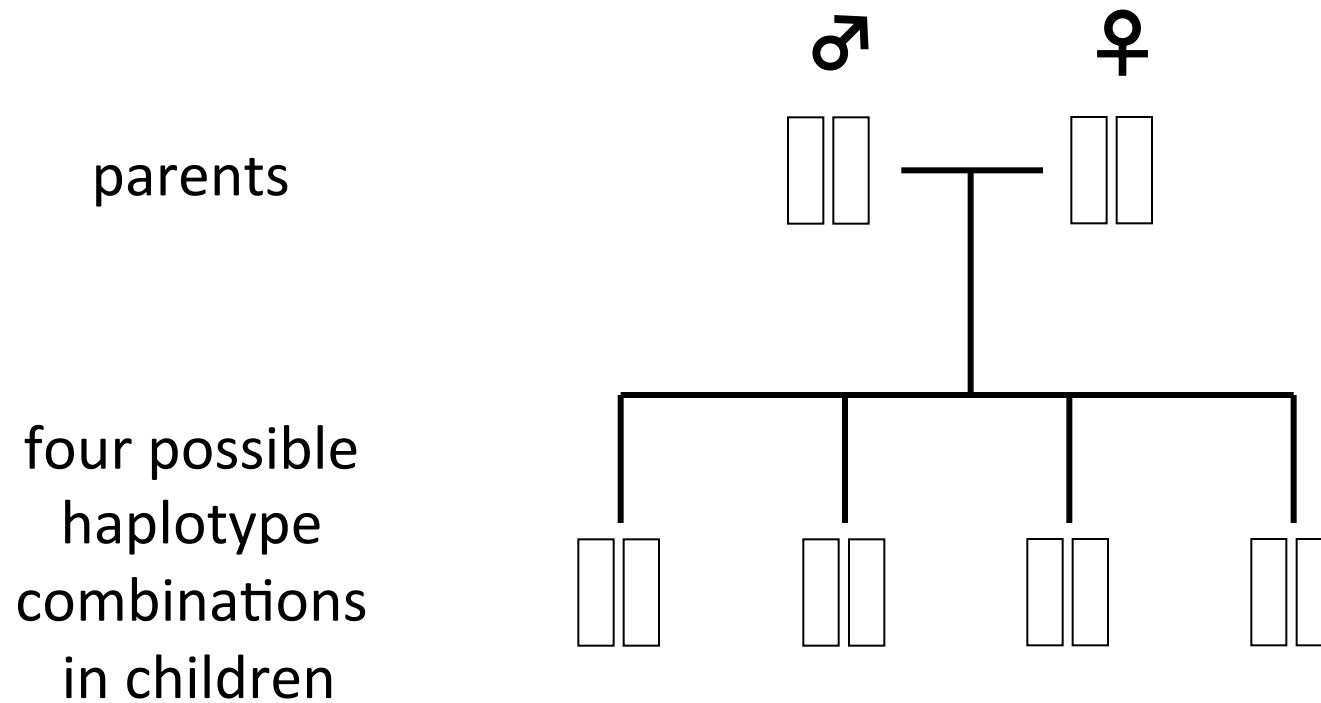 parents
four possible
haplotype
combinations
in children